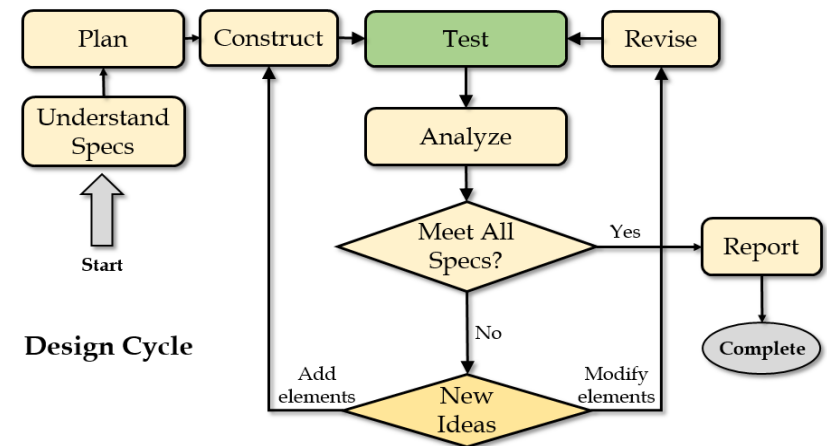 Plan
Construct
Test
Revise
Understand
Specs
Analyze
Start
Meet All
Specs?
Yes
Report
No
Design Cycle
Complete
Add
elements
New
Ideas
Modify
elements